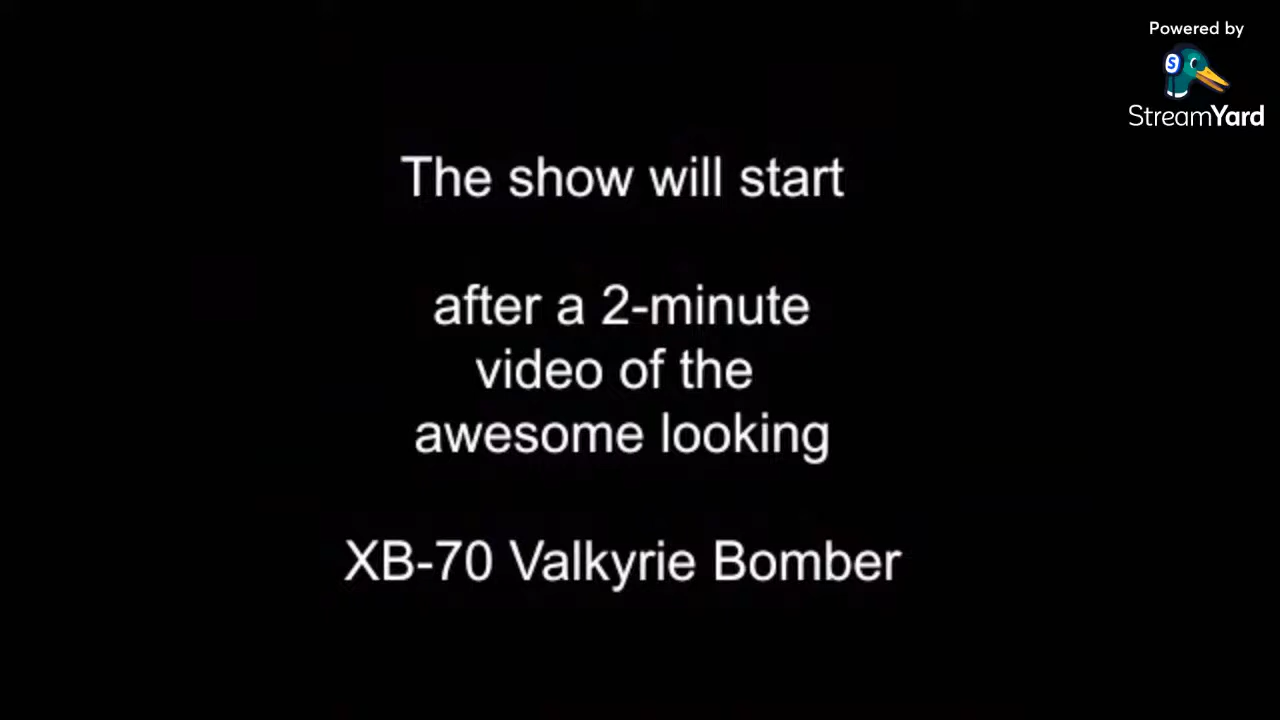 Powered by
S
StreamYard
The show will start
after a 2-minute
video of the
awesome looking
XB-70 Valkyrie Bomber